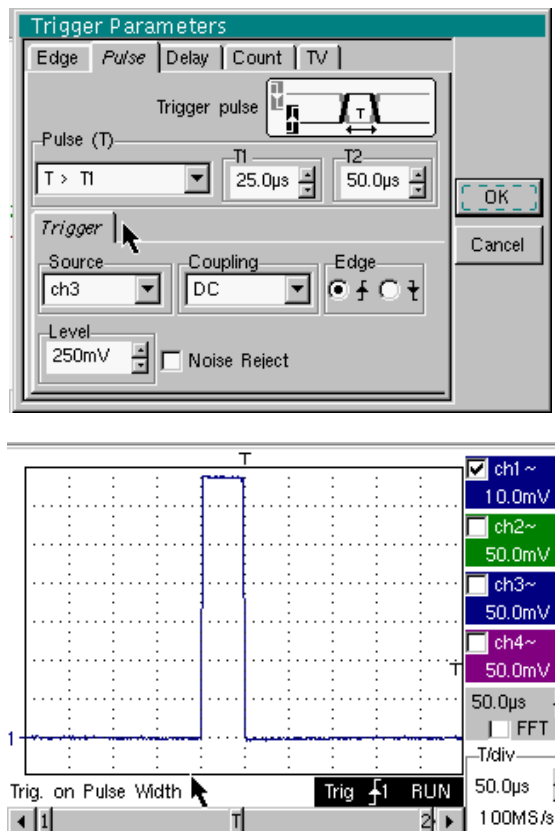 Trigger Parameters
Edge Pulse Delay Count TV
Trigger pulse T
Pulse (T)
T > T1
T1
25.0µs
T2
50.0µs
OK
Cancel
Trigger
Source
ch3
Coupling
DC
Edge
Level
250mV
Noise Reject
T
ch1 ~
10.0mV
ch2~
50.0mV
ch3~
50.0mV
ch4~
50.0mV
T
50.0µs
FFT
1
T/div
50.0µs
100MS/s
Trig. on Pulse Width
Trig 1 RUN
1 T 2